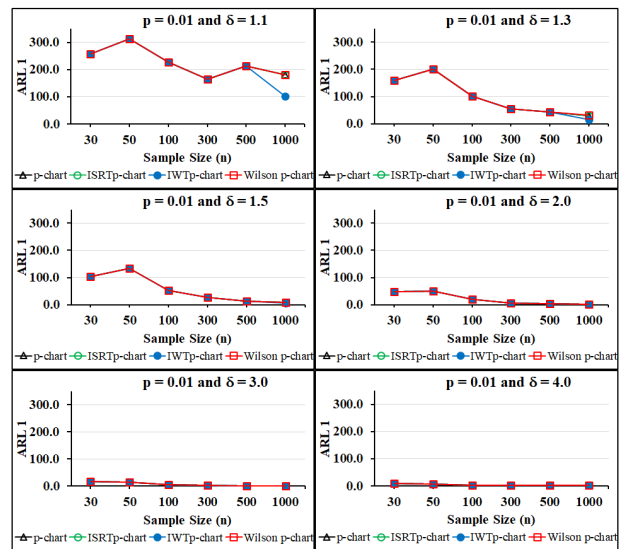 p = 0.01 and δ = 1.1
ARL 1
300.0
200.0
100.0
0.0
30 50 100 300 500 1000
Sample Size (n)
p-chart ISRTp-chart IWTp-chart Wilson p-chart
p = 0.01 and δ = 1.3
ARL 1
300.0
200.0
100.0
0.0
30 50 100 300 500 1000
Sample Size (n)
p-chart ISRTp-chart IWTp-chart Wilson p-chart
p = 0.01 and δ = 1.5
ARL 1
300.0
200.0
100.0
0.0
30 50 100 300 500 1000
Sample Size (n)
p-chart ISRTp-chart IWTp-chart Wilson p-chart
p = 0.01 and δ = 2.0
ARL 1
300.0
200.0
100.0
0.0
30 50 100 300 500 1000
Sample Size (n)
p-chart ISRTp-chart IWTp-chart Wilson p-chart
p = 0.01 and δ = 3.0
ARL 1
300.0
200.0
100.0
0.0
30 50 100 300 500 1000
Sample Size (n)
p-chart ISRTp-chart IWTp-chart Wilson p-chart
p = 0.01 and δ = 4.0
ARL 1
300.0
200.0
100.0
0.0
30 50 100 300 500 1000
Sample Size (n)
p-chart ISRTp-chart IWTp-chart Wilson p-chart